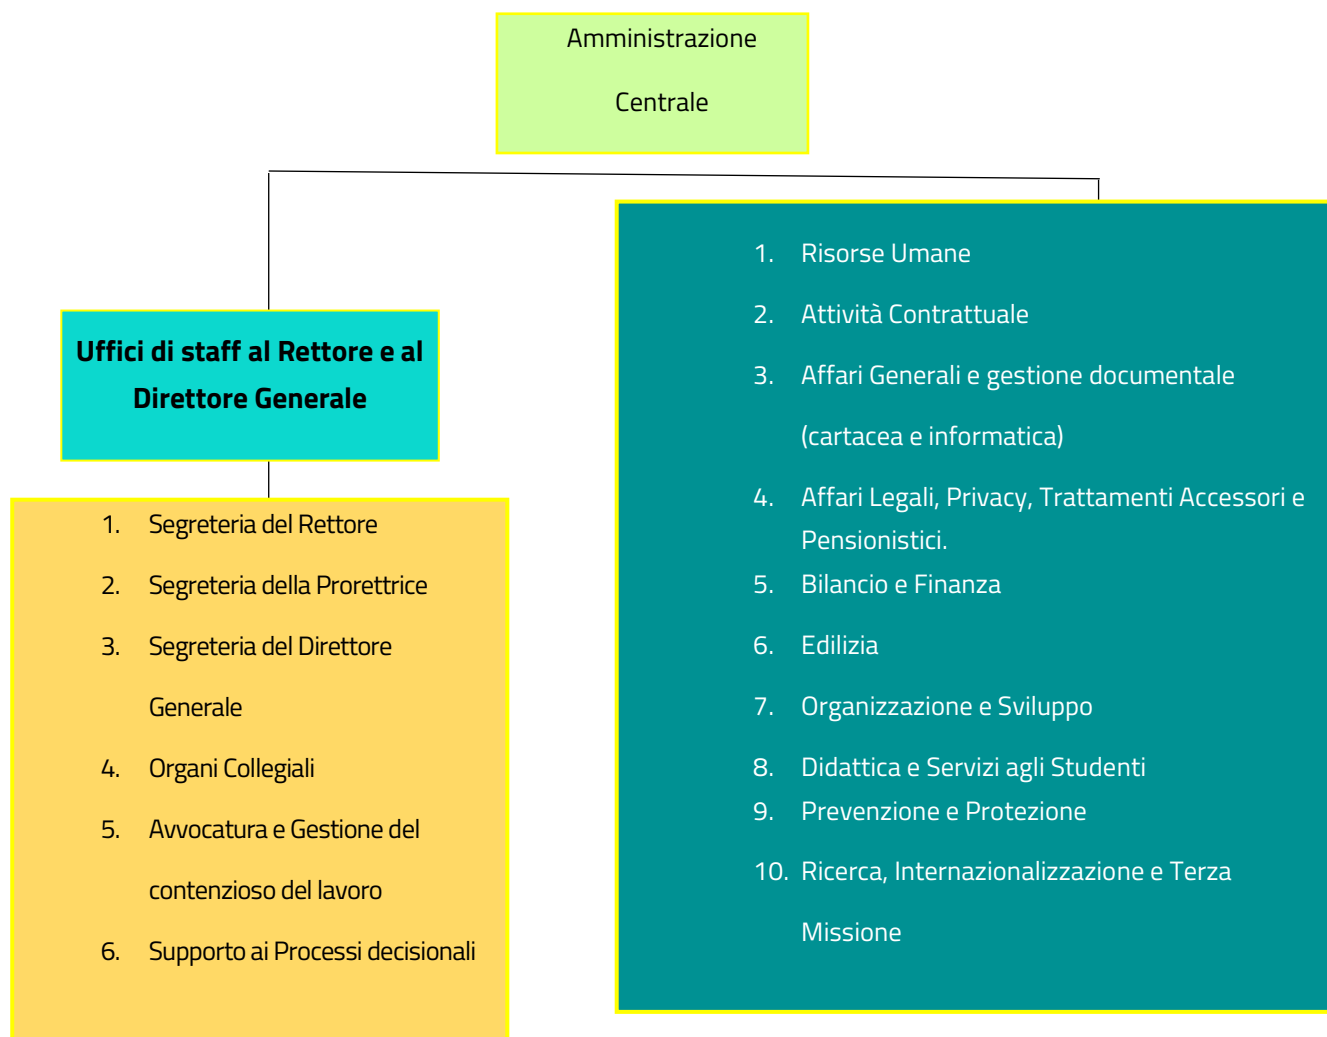 Amministrazione
Centrale
Uffici di staff al Rettore e al
Direttore Generale
1. Segreteria del Rettore
2. Segreteria della Prorettrice
3. Segreteria del Direttore
Generale
4. Organi Collegiali
5. Avvocatura e Gestione del
contenzioso del lavoro
6. Supporto ai Processi decisionali
1. Risorse Umane
2. Attività Contrattuale
3. Affari Generali e gestione documentale
(cartacea e informatica)
4. Affari Legali, Privacy, Trattamenti Accessori e
Pensionistici.
5. Bilancio e Finanza
6. Edilizia
7. Organizzazione e Sviluppo
8. Didattica e Servizi agli Studenti
9. Prevenzione e Protezione
10. Ricerca, Internazionalizzazione e Terza
Missione